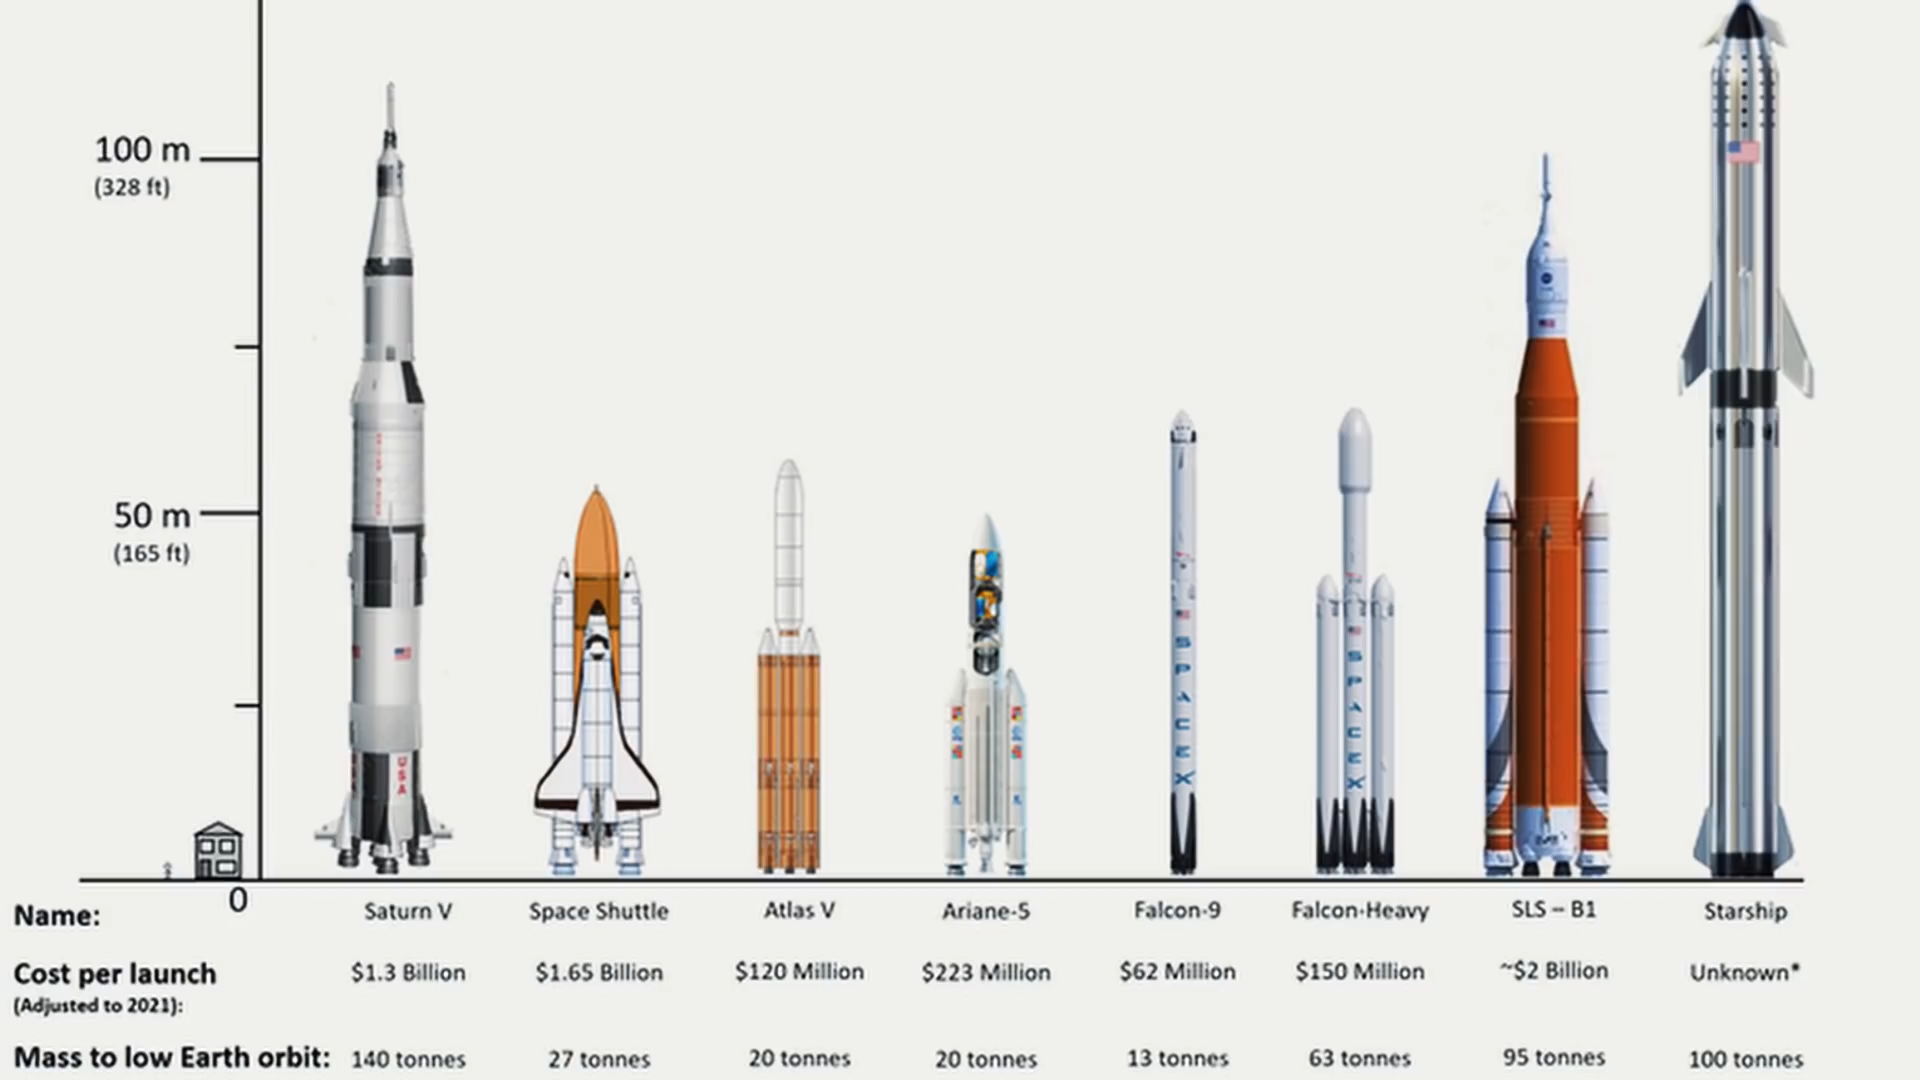 100 m
(328 ft)
50 m
(165 ft)
USA
SPACEX
SPACEX
0
Name: Saturn V Space Shuttle Atlas V Ariane-5 Falcon-9 Falcon-Heavy SLS – B1 Starship
Cost per launch $1.3 Billion $1.65 Billion $120 Million $223 Million $62 Million $150 Million ~$2 Billion Unknown*
(Adjusted to 2021):
Mass to low Earth orbit: 140 tonnes 27 tonnes 20 tonnes 20 tonnes 13 tonnes 63 tonnes 95 tonnes 100 tonnes